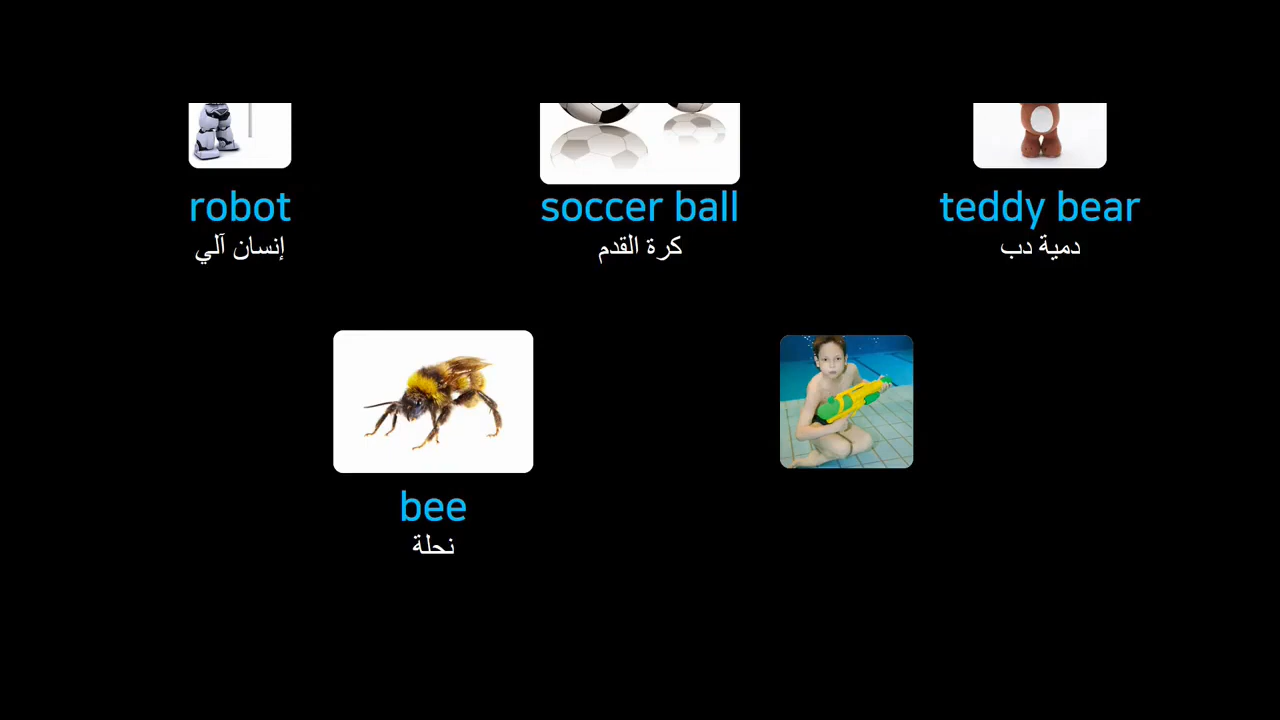 robot
إنسان آلي
soccer ball
كرة القدم
teddy bear
دمية دب
bee
نحلة